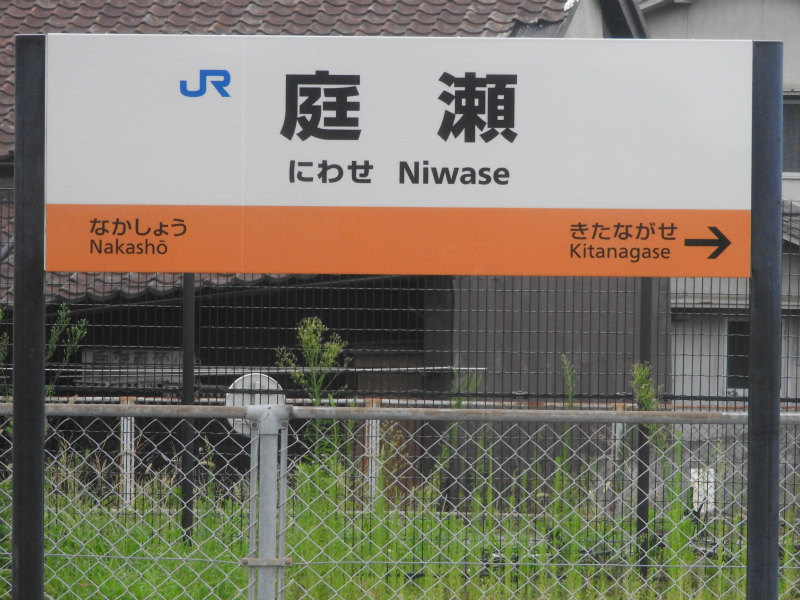 JR
庭瀬
にわせ Niwase
なかしょう
Nakashō
きたながせ
Kitanagase